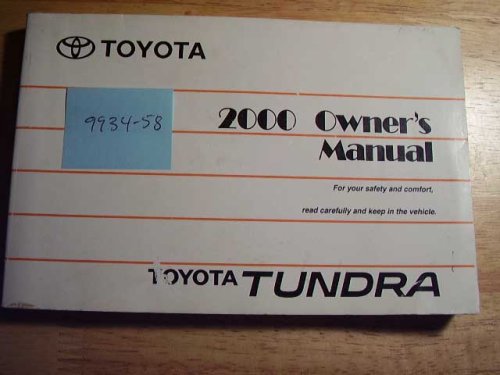 TOYOTA
9934-58
2000 Owner's
Manual
For your safety and comfort,
read carefully and keep in the vehicle.
TOYOTA TUNDRA